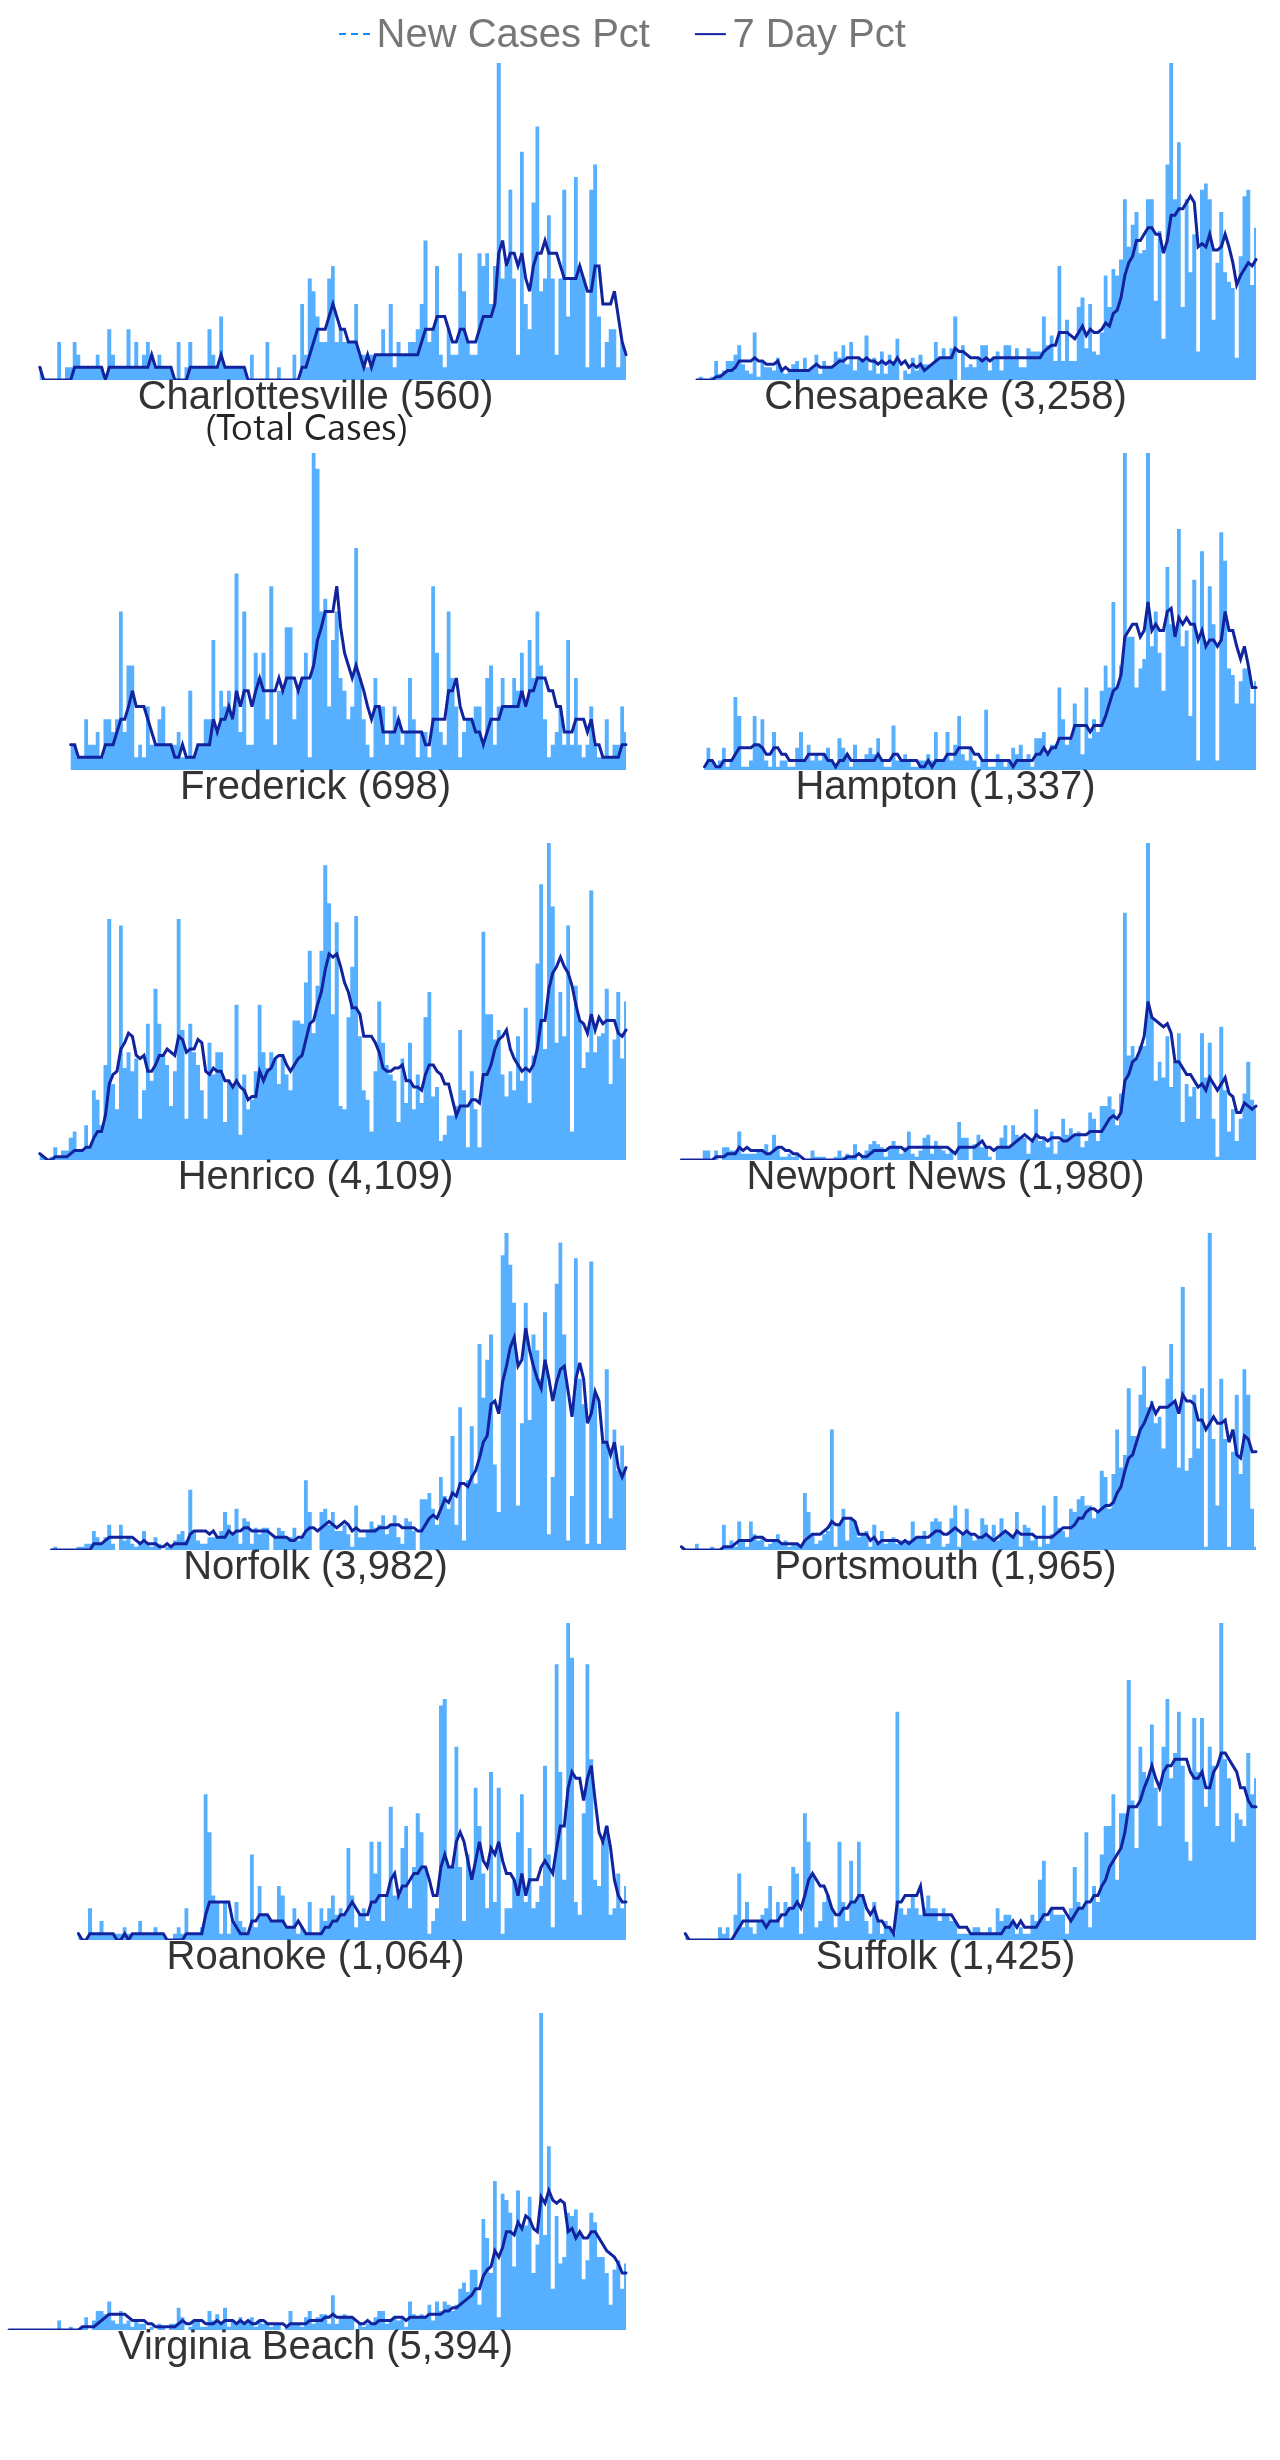 New Cases Pct 7 Day Pct
Charlottesville (560) Chesapeake (3,258)
(Total Cases)
Frederick (698) Hampton (1,337)
Henrico (4,109) Newport News (1,980)
Norfolk (3,982) Portsmouth (1,965)
Roanoke (1,064) Suffolk (1,425)
Virginia Beach (5,394)